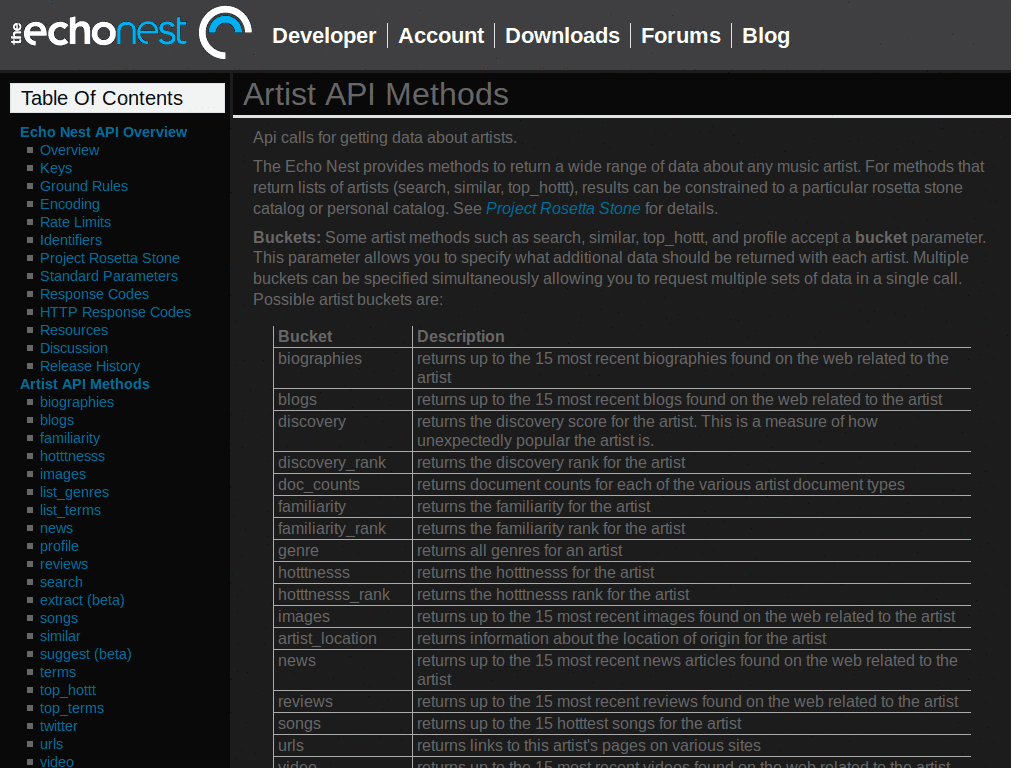 the echonest
Developer Account Downloads Forums Blog
Table Of Contents
Echo Nest API Overview
Overview
Keys
Ground Rules
Encoding
Rate Limits
Identifiers
Project Rosetta Stone
Standard Parameters
Response Codes
HTTP Response Codes
Resources
Discussion
Release History
Artist API Methods
biographies
blogs
familiarity
hotttnesss
images
list_genres
list_terms
news
profile
reviews
search
extract (beta)
songs
similar
suggest (beta)
terms
top_hottt
top_terms
twitter
urls
video
Artist API Methods
Api calls for getting data about artists.
The Echo Nest provides methods to return a wide range of data about any music artist. For methods that
return lists of artists (search, similar, top_hottt), results can be constrained to a particular rosetta stone
catalog or personal catalog. See Project Rosetta Stone for details.
Buckets: Some artist methods such as search, similar, top_hottt, and profile accept a bucket parameter.
This parameter allows you to specify what additional data should be returned with each artist. Multiple
buckets can be specified simultaneously allowing you to request multiple sets of data in a single call.
Possible artist buckets are:
Bucket Description
biographies returns up to the 15 most recent biographies found on the web related to the
artist
blogs returns up to the 15 most recent blogs found on the web related to the artist
discovery returns the discovery score for the artist. This is a measure of how
unexpectedly popular the artist is.
discovery_rank returns the discovery rank for the artist
doc_counts returns document counts for each of the various artist document types
familiarity returns the familiarity for the artist
familiarity_rank returns the familiarity rank for the artist
genre returns all genres for an artist
hotttnesss returns the hotttnesss for the artist
hotttnesss_rank returns the hotttnesss rank for the artist
images returns up to the 15 most recent images found on the web related to the artist
artist_location returns information about the location of origin for the artist
news returns up to the 15 most recent news articles found on the web related to the
artist
reviews returns up to the 15 most recent reviews found on the web related to the artist
songs returns up to the 15 hotttest songs for the artist
urls returns links to this artist's pages on various sites
video returns up to the 15 most recent videos found on the web related to the artist